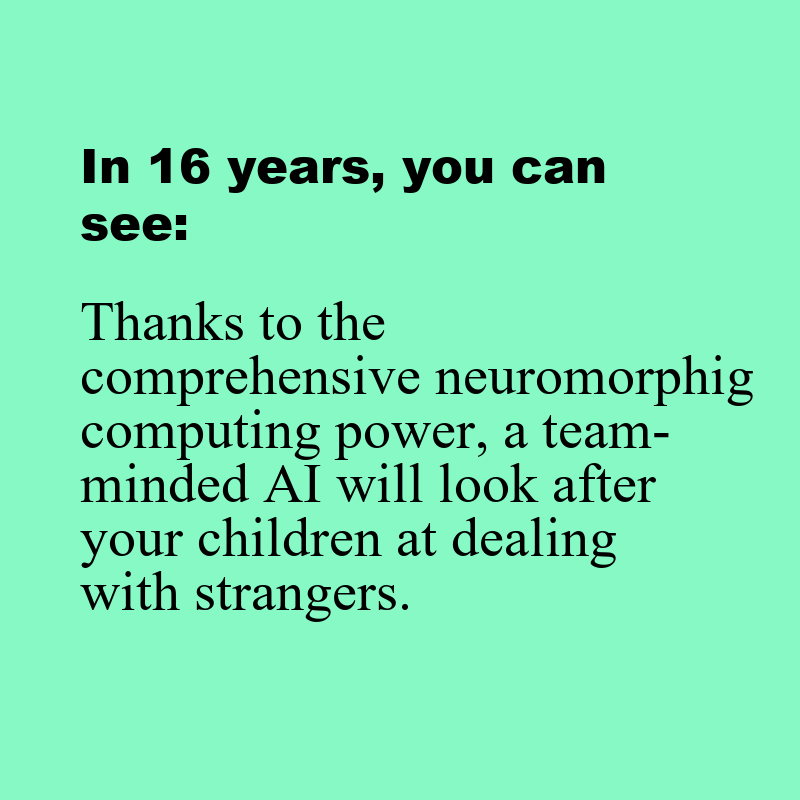 In 16 years, you can
see:
Thanks to the
comprehensive neuromorphig
computing power, a team-
minded AI will look after
your children at dealing
with strangers.